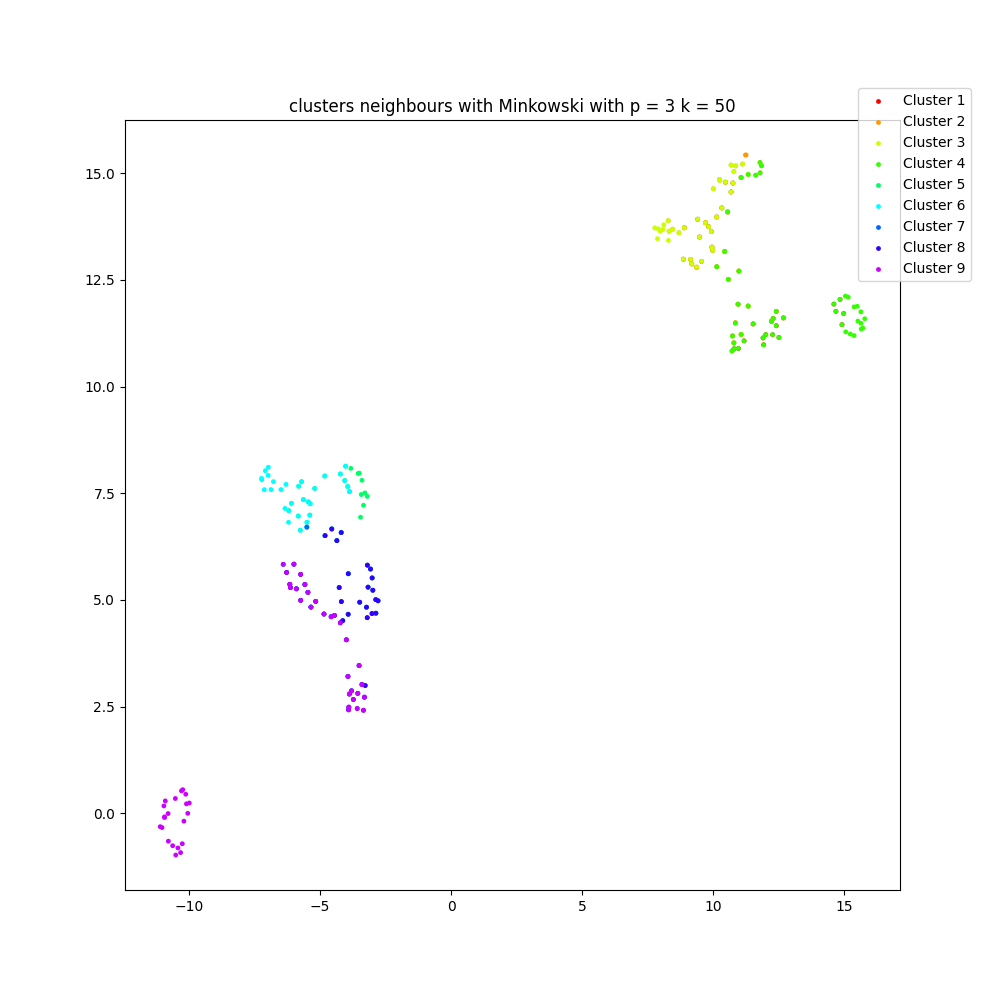 clusters neighbours with Minkowski with p = 3 k = 50
Cluster 1
Cluster 2
Cluster 3
Cluster 4
Cluster 5
Cluster 6
Cluster 7
Cluster 8
Cluster 9
15.0
12.5
10.0
7.5
5.0
2.5
0.0
−10
−5
0
5
10
15